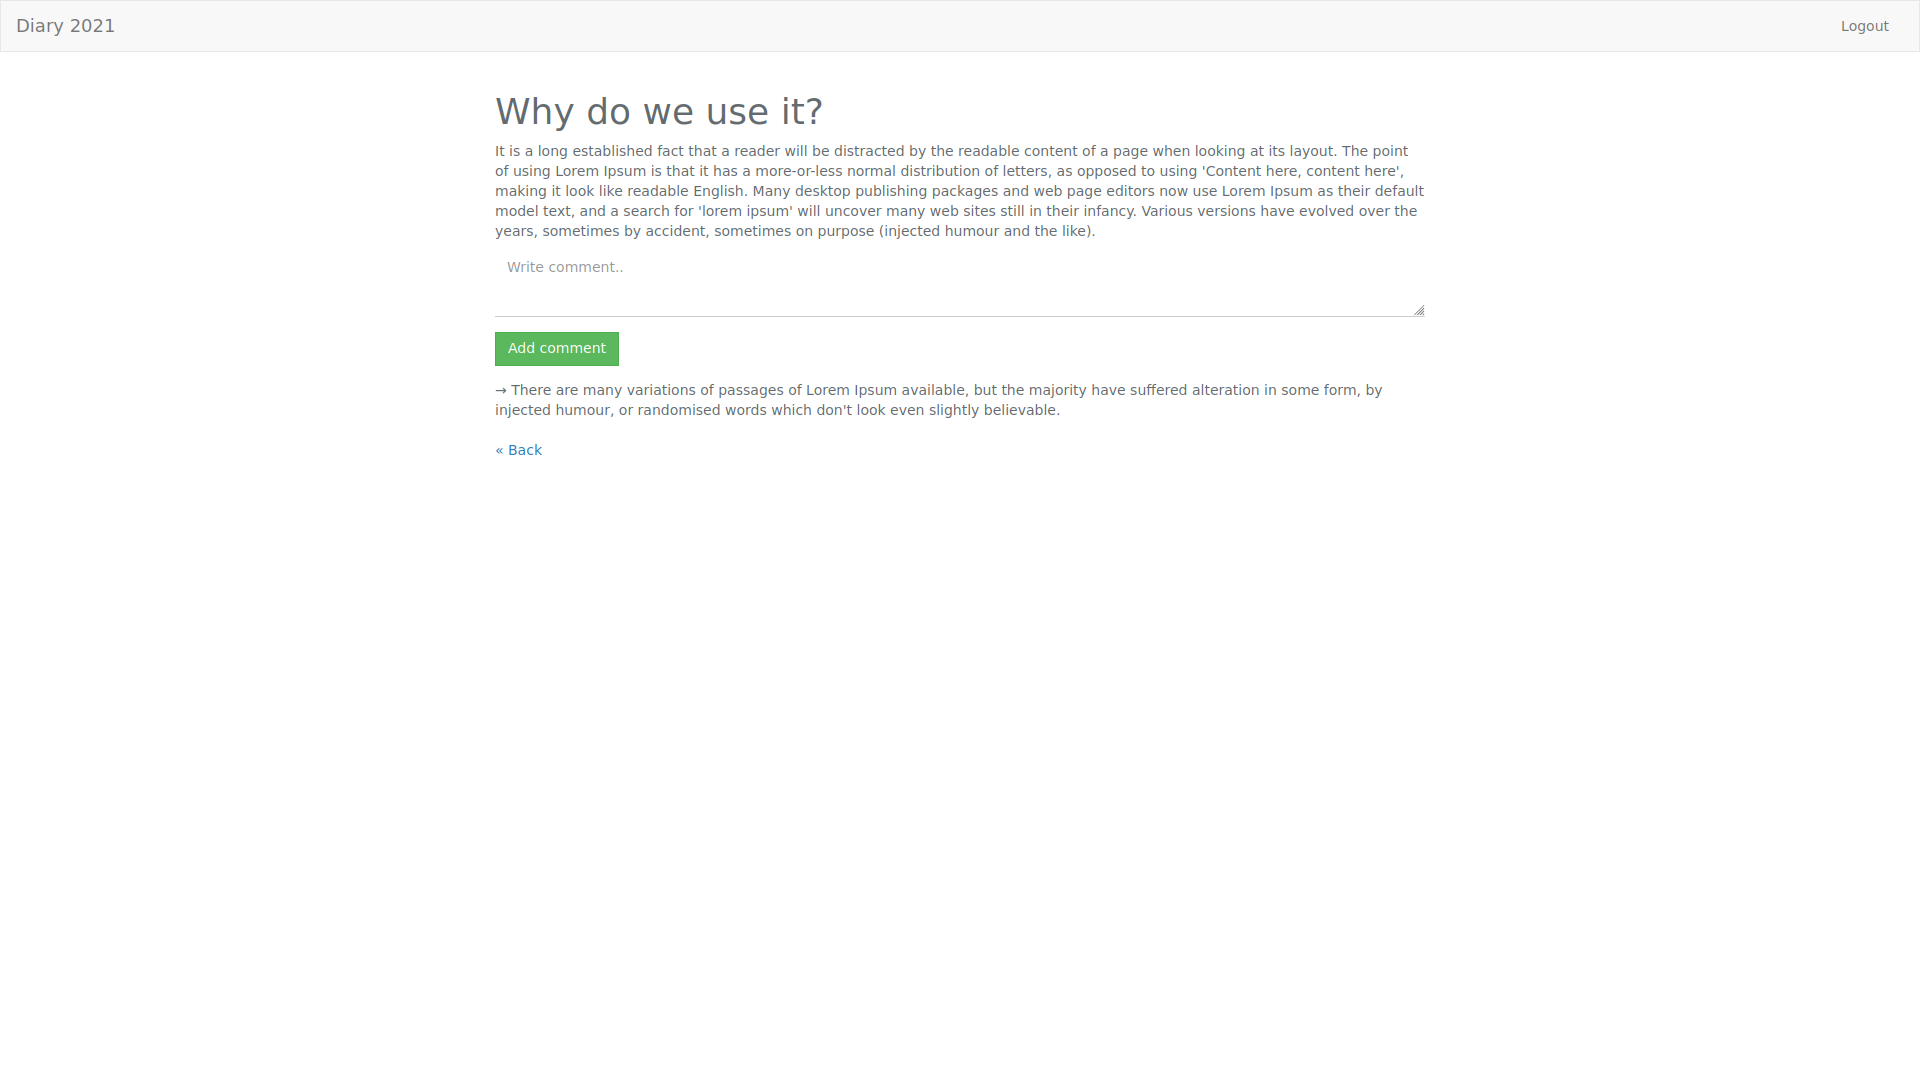 Diary 2021
Logout
Why do we use it?
It is a long established fact that a reader will be distracted by the readable content of a page when looking at its layout. The point
of using Lorem Ipsum is that it has a more-or-less normal distribution of letters, as opposed to using 'Content here, content here',
making it look like readable English. Many desktop publishing packages and web page editors now use Lorem Ipsum as their default
model text, and a search for 'lorem ipsum' will uncover many web sites still in their infancy. Various versions have evolved over the
years, sometimes by accident, sometimes on purpose (injected humour and the like).
Write comment..
Add comment
→ There are many variations of passages of Lorem Ipsum available, but the majority have suffered alteration in some form, by
injected humour, or randomised words which don't look even slightly believable.
« Back